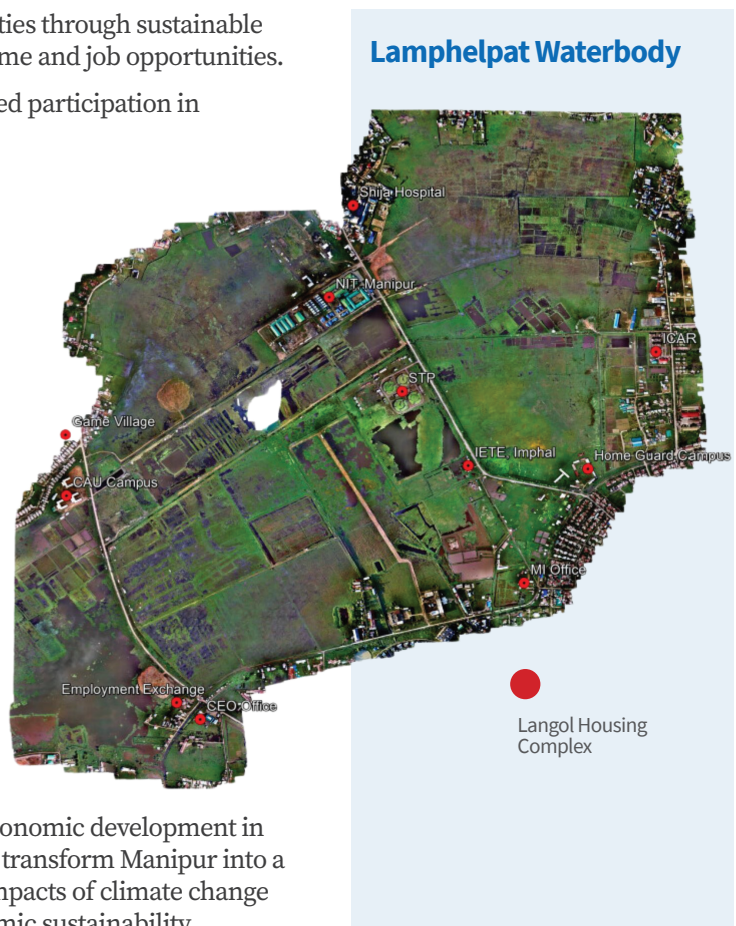 ties through sustainable
me and job opportunities.
ed participation in
Lamphelpat Waterbody
Shija Hospital
NIT, Manipur
ICAR
STP
Game Village
IETE, Imphal
Home Guard Campus
CAU Campus
MI Office
Employment Exchange
CEO Office
Langol Housing
Complex
onomic development in
transform Manipur into a
mpacts of climate change
mic sustainability